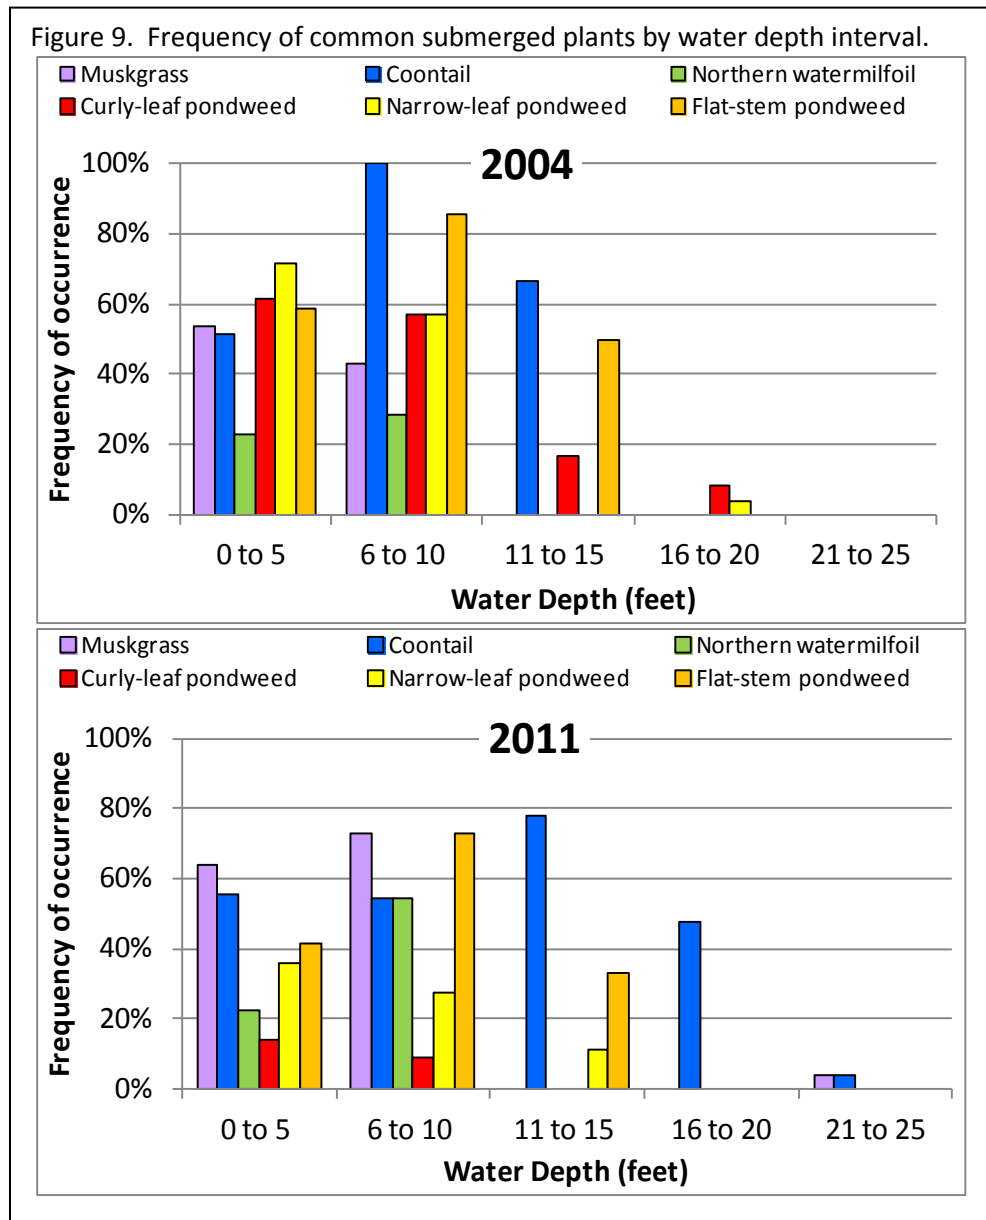 Figure 9.  Frequency of common submerged plants by water depth interval.
Muskgrass Coontail Northern watermilfoil
Curly-leaf pondweed Narrow-leaf pondweed Flat-stem pondweed
2004
Frequency of occurrence
100%
80%
60%
40%
20%
0%
0 to 5 6 to 10 11 to 15 16 to 20 21 to 25
Water Depth (feet)
Muskgrass Coontail Northern watermilfoil
Curly-leaf pondweed Narrow-leaf pondweed Flat-stem pondweed
2011
Frequency of occurrence
100%
80%
60%
40%
20%
0%
0 to 5 6 to 10 11 to 15 16 to 20 21 to 25
Water Depth (feet)